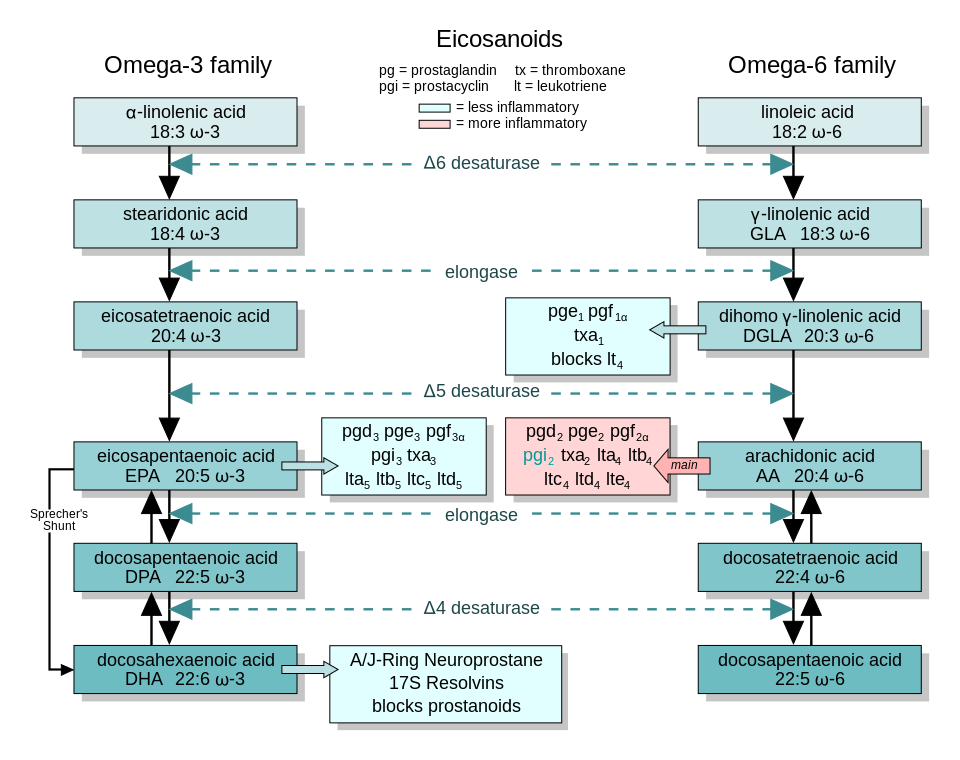 Eicosanoids
Omega-3 family
Omega-6 family
pg = prostaglandin tx = thromboxane
pgi = prostacyclin lt = leukotriene
= less inflammatory
= more inflammatory
α-linolenic acid
18:3 ω-3
linoleic acid
18:2 ω-6
Δ6 desaturase
stearidonic acid
18:4 ω-3
γ-linolenic acid
GLA 18:3 ω-6
elongase
eicosatetraenoic acid
20:4 ω-3
pge1 pgf1α
txa1
blocks lt4
dihomo γ-linolenic acid
DGLA 20:3 ω-6
Δ5 desaturase
eicosapentaenoic acid
EPA 20:5 ω-3
pgd3 pge3 pgf3α
pgi3 txa3
lta5 ltb5 ltc5 ltd5
pgd2 pge2 pgf2α
pgi2 txa2 lta4 ltb4
ltc4 ltd4 lte4
main
arachidonic acid
AA 20:4 ω-6
Sprecher's
Shunt
elongase
docosapentaenoic acid
DPA 22:5 ω-3
docosatetraenoic acid
22:4 ω-6
Δ4 desaturase
docosahexaenoic acid
DHA 22:6 ω-3
A/J-Ring Neuroprostane
17S Resolvins
blocks prostanoids
docosapentaenoic acid
22:5 ω-6